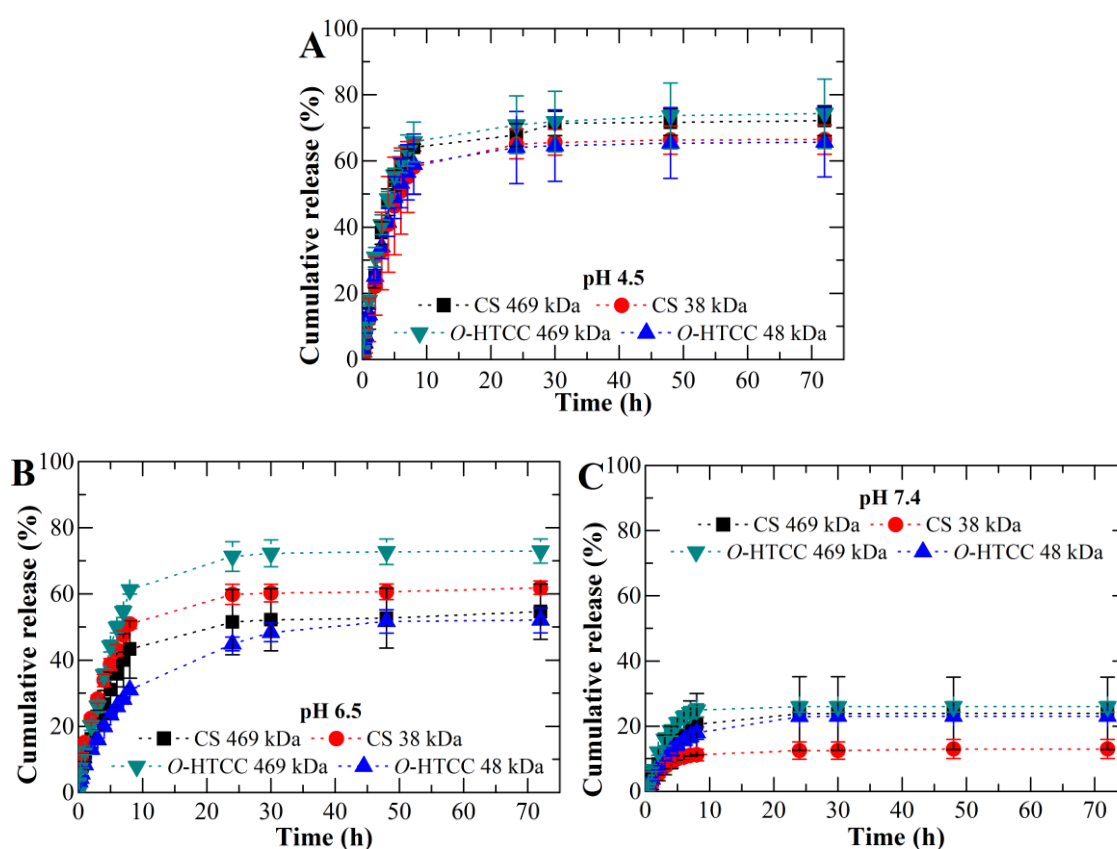 A
Cumulative release (%)
100
80
60
40
20
0
pH 4.5
CS 469 kDa CS 38 kDa
O-HTCC 469 kDa O-HTCC 48 kDa
0 10 20 30 40 50 60 70
Time (h)
B
Cumulative release (%)
100
80
60
40
20
0
pH 6.5
CS 469 kDa CS 38 kDa
O-HTCC 469 kDa O-HTCC 48 kDa
0 10 20 30 40 50 60 70
Time (h)
C
Cumulative release (%)
100
80
60
40
20
0
pH 7.4
CS 469 kDa CS 38 kDa
O-HTCC 469 kDa O-HTCC 48 kDa
0 10 20 30 40 50 60 70
Time (h)